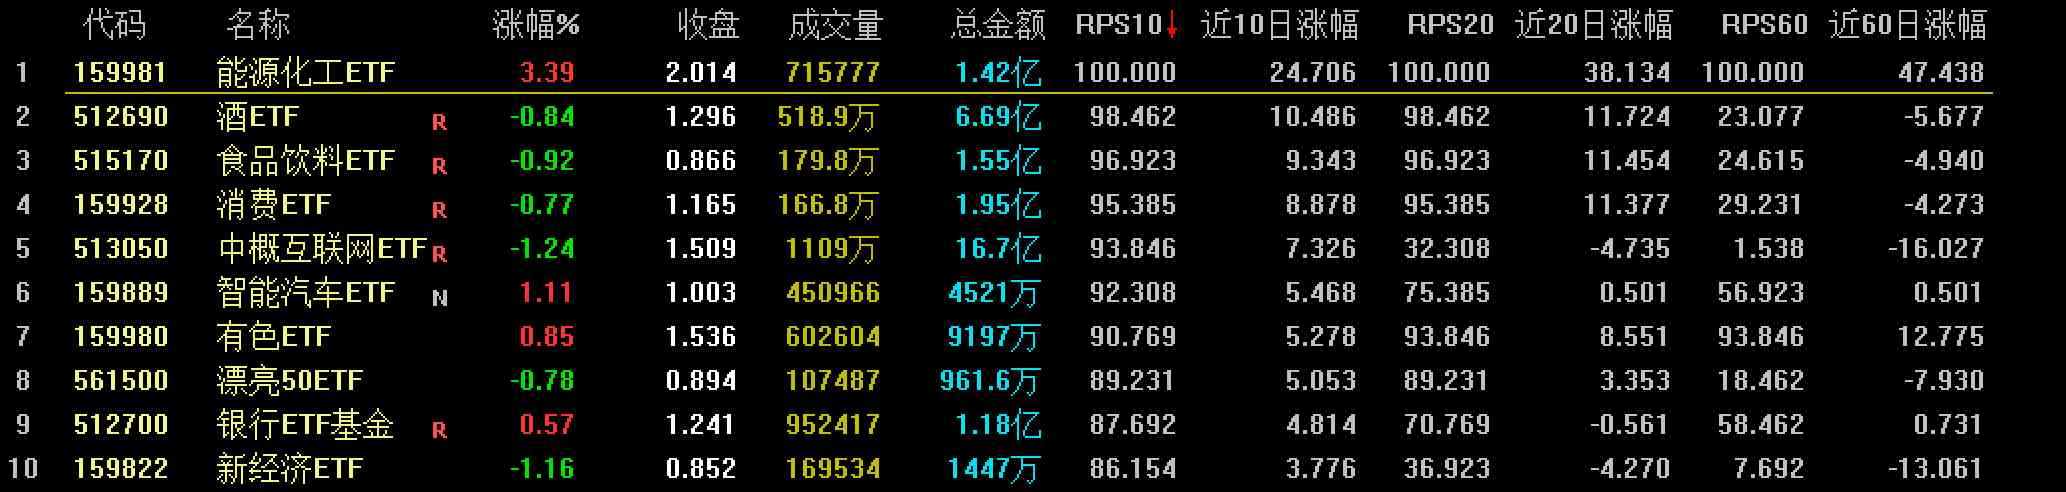 代码 名称 涨幅% 收盘 成交量 总金额 RPS10↓ 近10日涨幅 RPS20 近20日涨幅 RPS60 近60日涨幅
1 159981 能源化工ETF 3.39 2.014 715777 1.42亿 100.000 24.706 100.000 38.134 100.000 47.438
2 512690 酒ETF R -0.84 1.296 518.9万 6.69亿 98.462 10.486 98.462 11.724 23.077 -5.677
3 515170 食品饮料ETF R -0.92 0.866 179.8万 1.55亿 96.923 9.343 96.923 11.454 24.615 -4.940
4 159928 消费ETF R -0.77 1.165 166.8万 1.95亿 95.385 8.878 95.385 11.377 29.231 -4.273
5 513050 中概互联网ETF R -1.24 1.509 1109万 16.7亿 93.846 7.326 32.308 -4.735 1.538 -16.027
6 159889 智能汽车ETF N 1.11 1.003 450966 4521万 92.308 5.468 75.385 0.501 56.923 0.501
7 159980 有色ETF 0.85 1.536 602604 9197万 90.769 5.278 93.846 8.551 93.846 12.775
8 561500 漂亮50ETF -0.78 0.894 107487 961.6万 89.231 5.053 89.231 3.353 18.462 -7.930
9 512700 银行ETF基金 R 0.57 1.241 952417 1.18亿 87.692 4.814 70.769 -0.561 58.462 0.731
10 159822 新经济ETF -1.16 0.852 169534 1447万 86.154 3.776 36.923 -4.270 7.692 -13.061